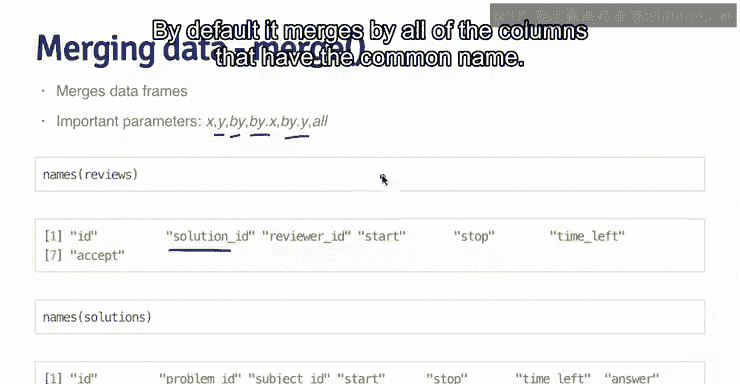 By default it merges by all of the columns
that have the common name.
Merging data - merge()
Merges data frames
Important parameters: x,y,by,by.x,by.y,all
names(reviews)
[1] "id" "solution_id" "reviewer_id" "start" "stop" "time_left"
[7] "accept"
names(solutions)
[1] "id" "problem_id" "subject_id" "start" "stop" "time_left" "answer"